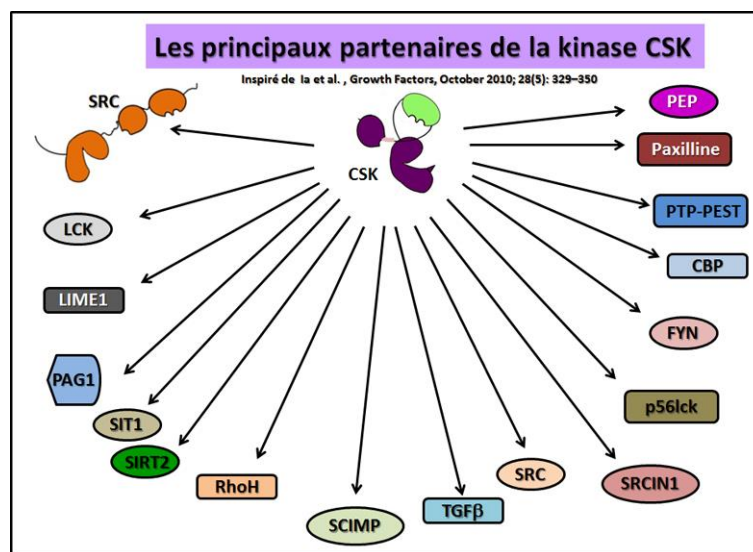 Les principaux partenaires de la kinase CSK
Inspiré de Ia et al. , Growth Factors, October 2010; 28(5): 329–350
SRC
CSK
PEP
Paxilline
PTP-PEST
CBP
FYN
p56lck
SRCIN1
SRC
TGFβ
SCIMP
RhoH
SIRT2
SIT1
PAG1
LIME1
LCK